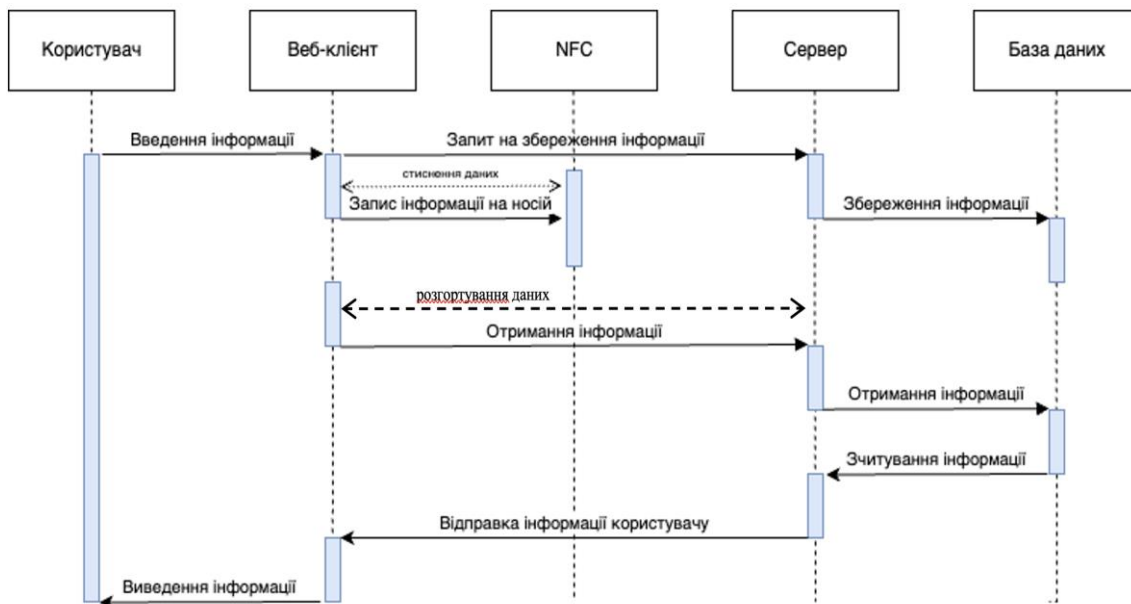 Користувач
Веб-клієнт
NFC
Сервер
База даних
Введення інформації
Запит на збереження інформації
стиснення даних
Запис інформації на носій
Збереження інформації
розгортування даних
Отримання інформації
Отримання інформації
Зчитування інформації
Відправка інформації користувачу
Виведення інформації